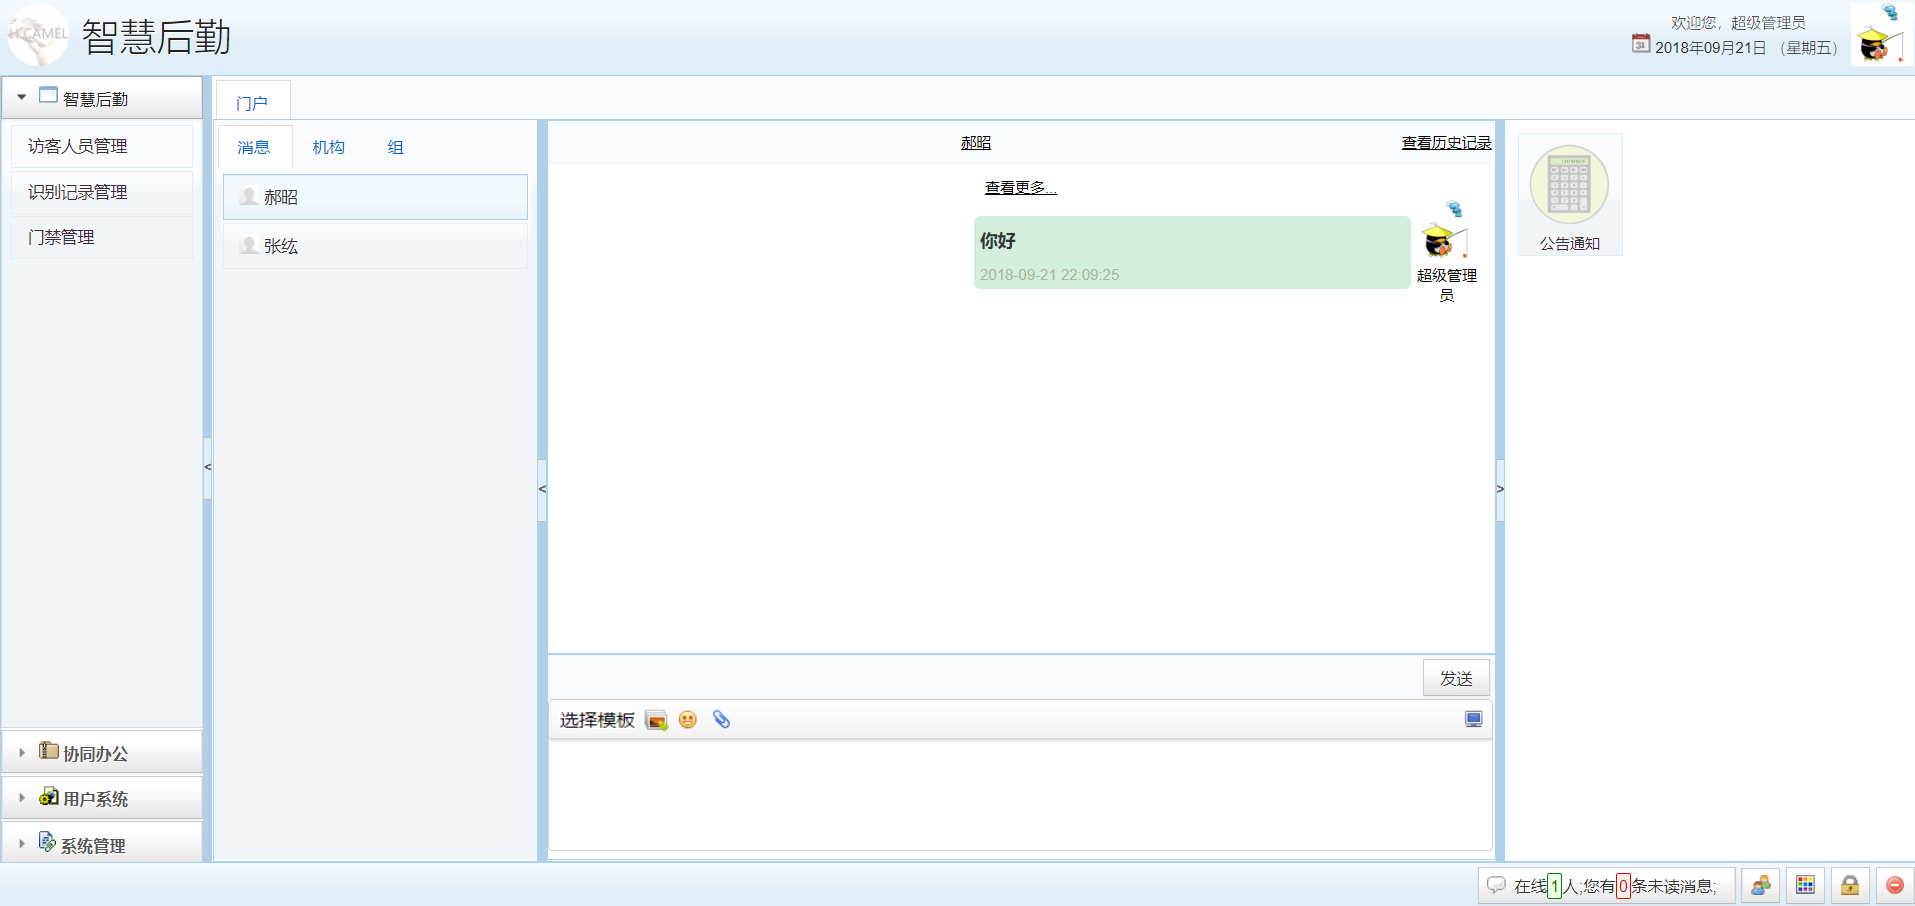 H CAMEL
智慧后勤
欢迎您，超级管理员
31
2018年09月21日 （星期五）
智慧后勤
访客人员管理
识别记录管理
门禁管理
协同办公
用户系统
系统管理
门户
消息
机构
组
郝昭
张纮
郝昭
查看历史记录
查看更多...
你好
2018-09-21 22:09:25
超级管理
员
发送
选择模板
公告通知
<
<
>
在线1人;您有0条未读消息;